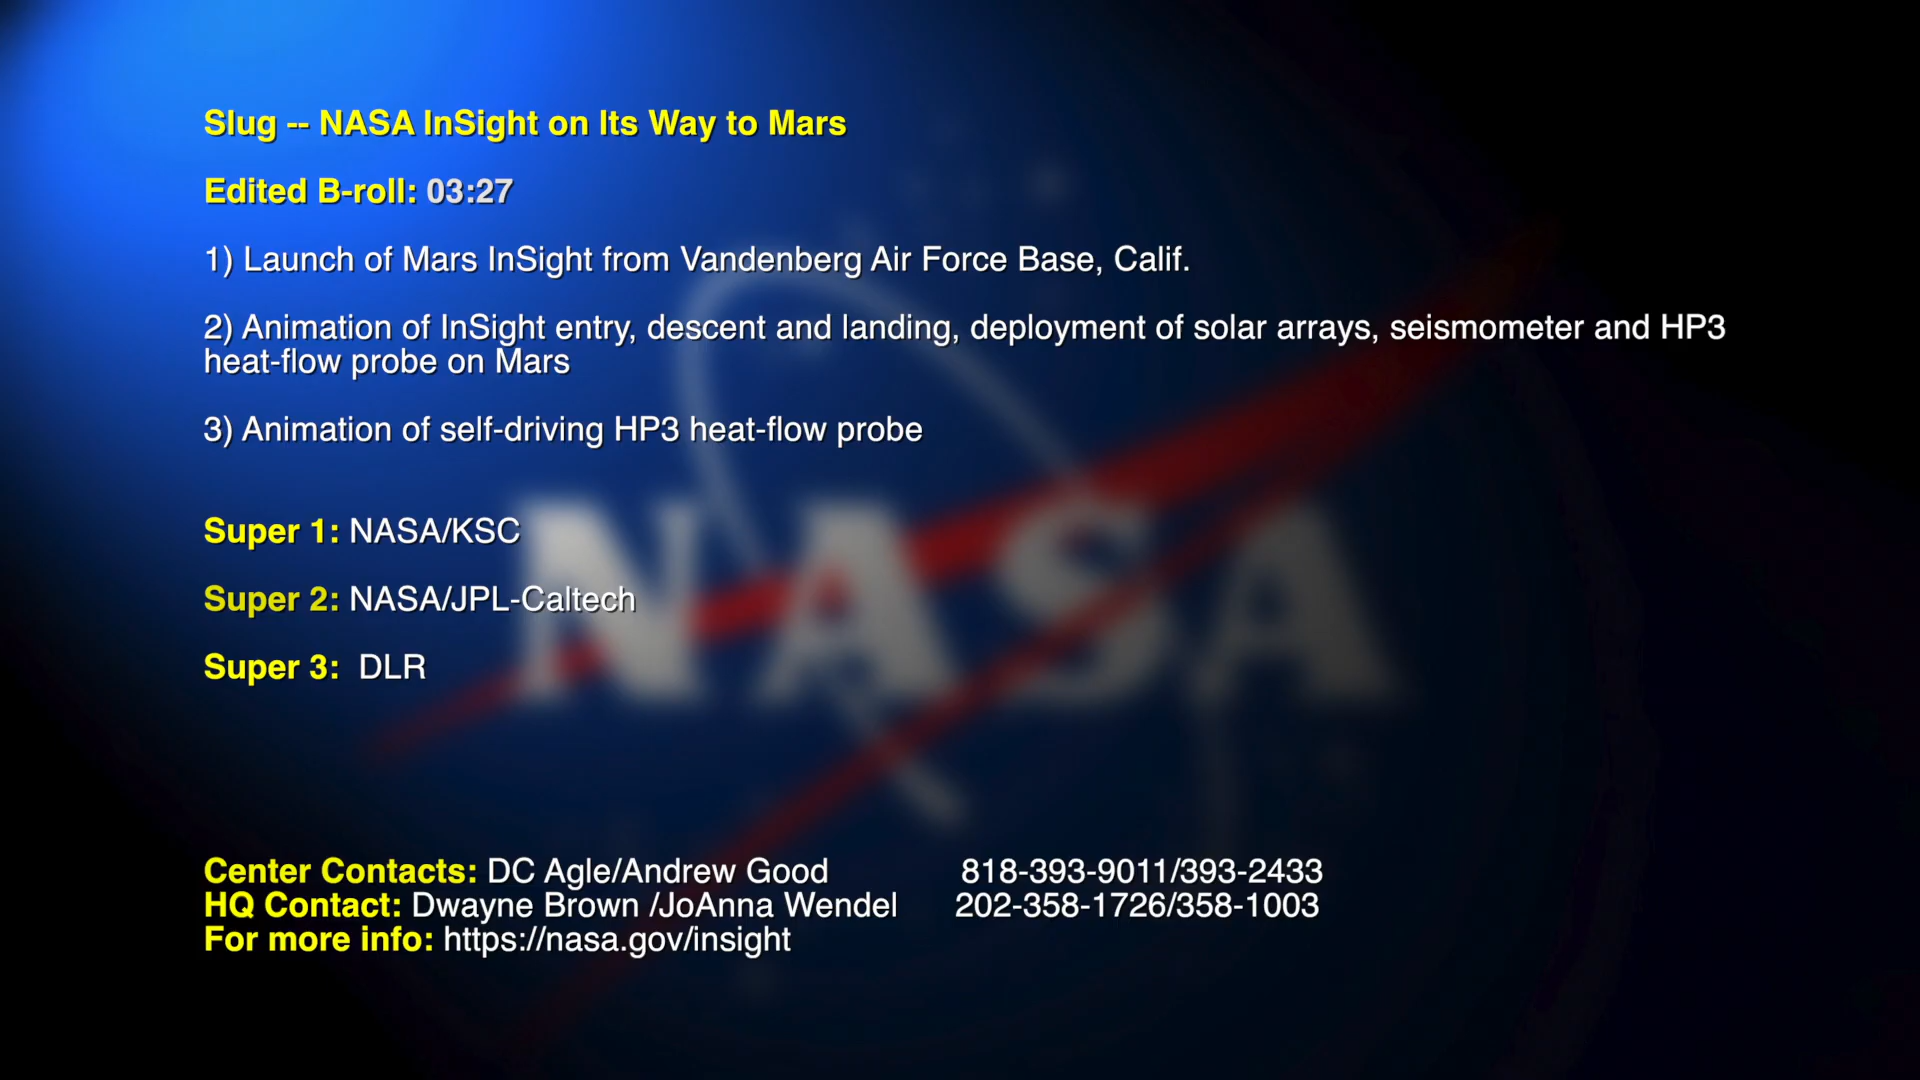 Slug -- NASA InSight on Its Way to Mars
Edited B-roll: 03:27
1) Launch of Mars InSight from Vandenberg Air Force Base, Calif.
2) Animation of InSight entry, descent and landing, deployment of solar arrays, seismometer and HP3
heat-flow probe on Mars
3) Animation of self-driving HP3 heat-flow probe
Super 1: NASA/KSC
Super 2: NASA/JPL-Caltech
Super 3: DLR
NASA
Center Contacts: DC Agle/Andrew Good 818-393-9011/393-2433
HQ Contact: Dwayne Brown /JoAnna Wendel 202-358-1726/358-1003
For more info: https://nasa.gov/insight